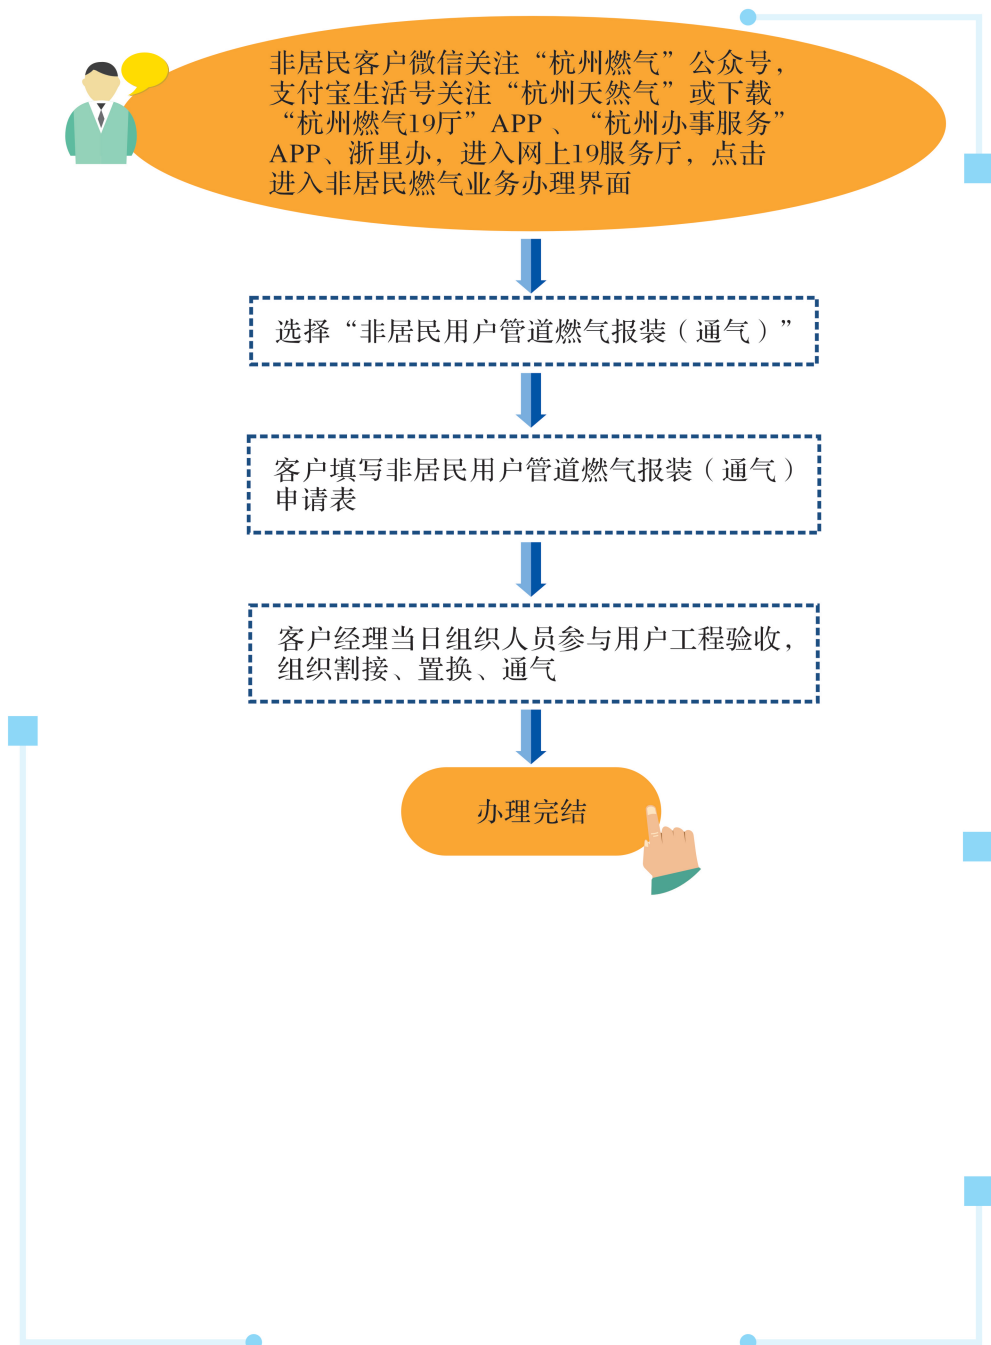 非居民客户微信关注“杭州燃气”公众号，
支付宝生活号关注“杭州天然气”或下载
“杭州燃气19厅”APP 、“杭州办事服务”
APP、浙里办，进入网上19服务厅，点击
进入非居民燃气业务办理界面
选择“非居民用户管道燃气报装（通气）”
客户填写非居民用户管道燃气报装（通气）
申请表
客户经理当日组织人员参与用户工程验收，
组织割接、置换、通气
办理完结